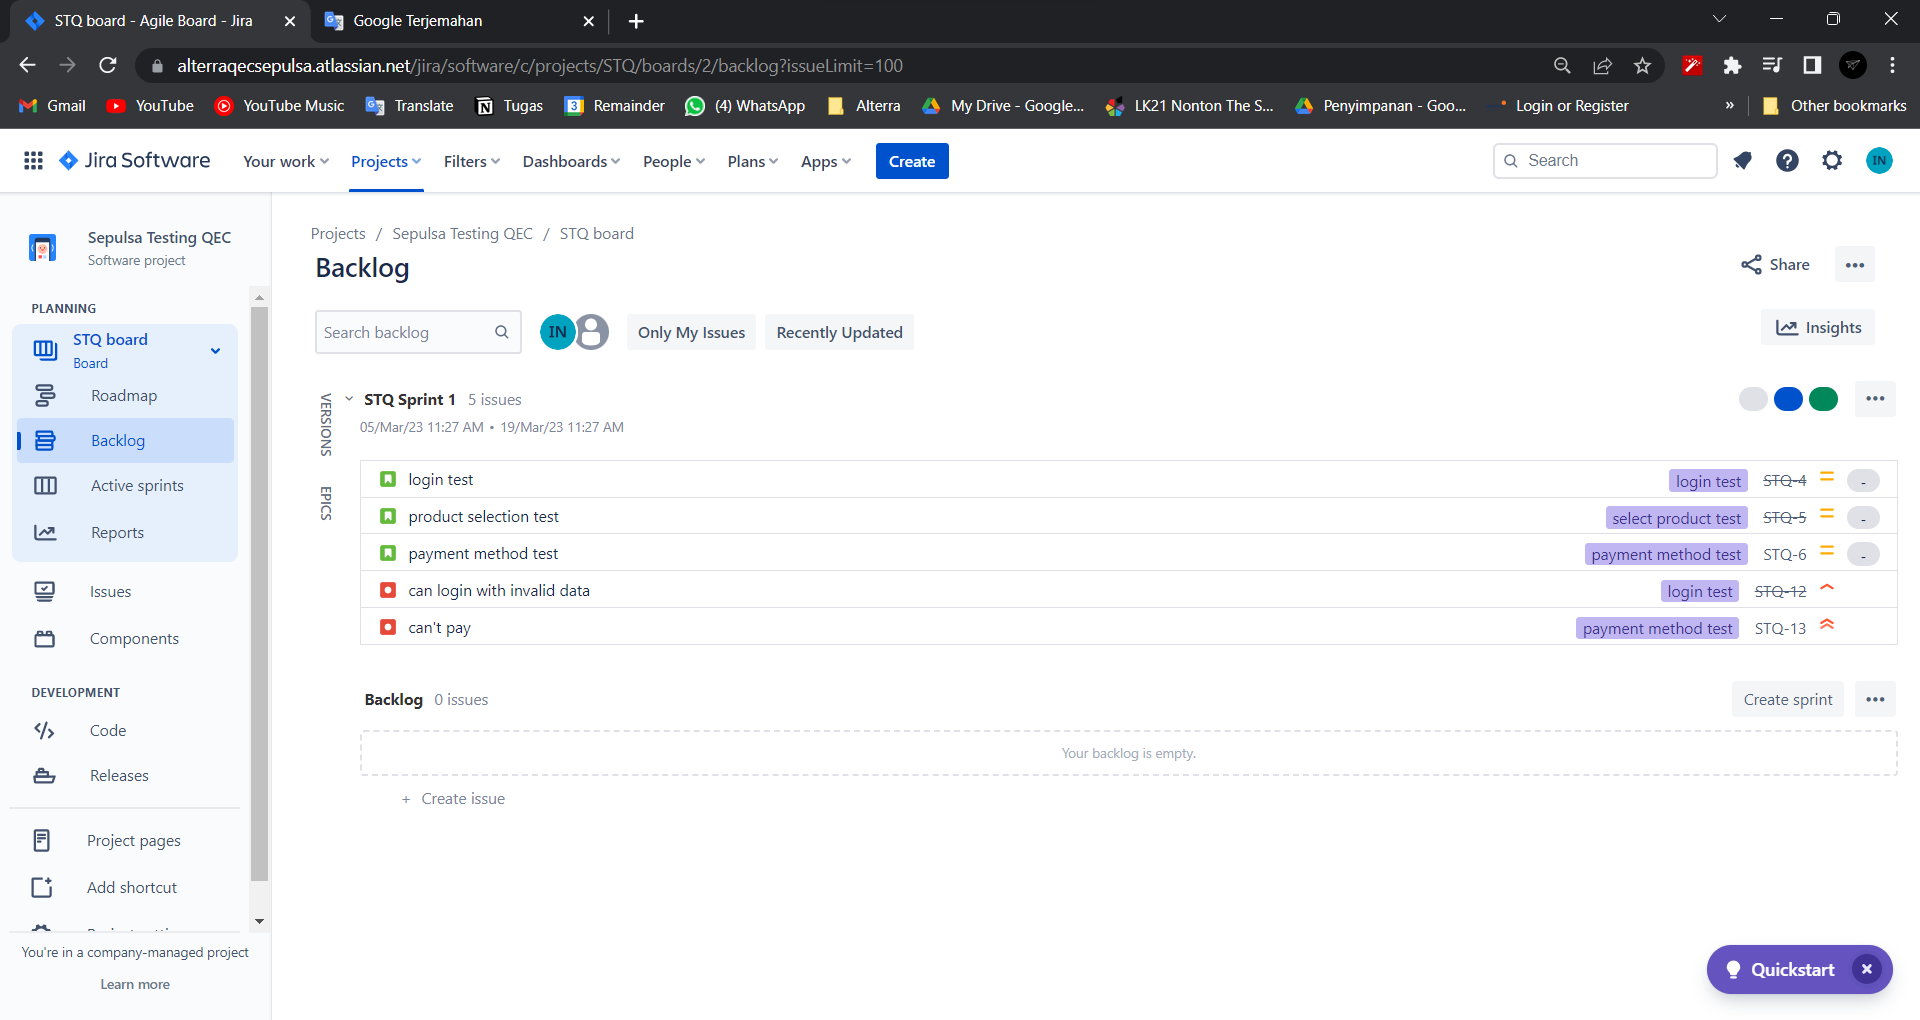 STQ board - Agile Board - Jira
Google Terjemahan
alterraqecsepulsa.atlassian.net/jira/software/c/projects/STQ/boards/2/backlog?issueLimit=100
Gmail YouTube YouTube Music Translate Tugas 3 Remainder (4) WhatsApp Alterra My Drive - Google... LK21 Nonton The S... Penyimpanan - Goo... Login or Register » Other bookmarks
Jira Software Your work Projects Filters Dashboards People Plans Apps Create Search IN
Sepulsa Testing QEC
Software project
PLANNING
STQ board
Board
Roadmap
Backlog
Active sprints
Reports
Issues
Components
DEVELOPMENT
Code
Releases
Project pages
Add shortcut
You're in a company-managed project
Learn more
Projects / Sepulsa Testing QEC / STQ board
Backlog
Share
Search backlog IN Only My Issues Recently Updated Insights
VERSIONS
EPICS
STQ Sprint 1 5 issues
05/Mar/23 11:27 AM • 19/Mar/23 11:27 AM
login test login test STQ-4 -
product selection test select product test STQ-5 -
payment method test payment method test STQ-6 -
can login with invalid data login test STQ-12
can't pay payment method test STQ-13
Backlog 0 issues Create sprint
Your backlog is empty.
+ Create issue
Quickstart